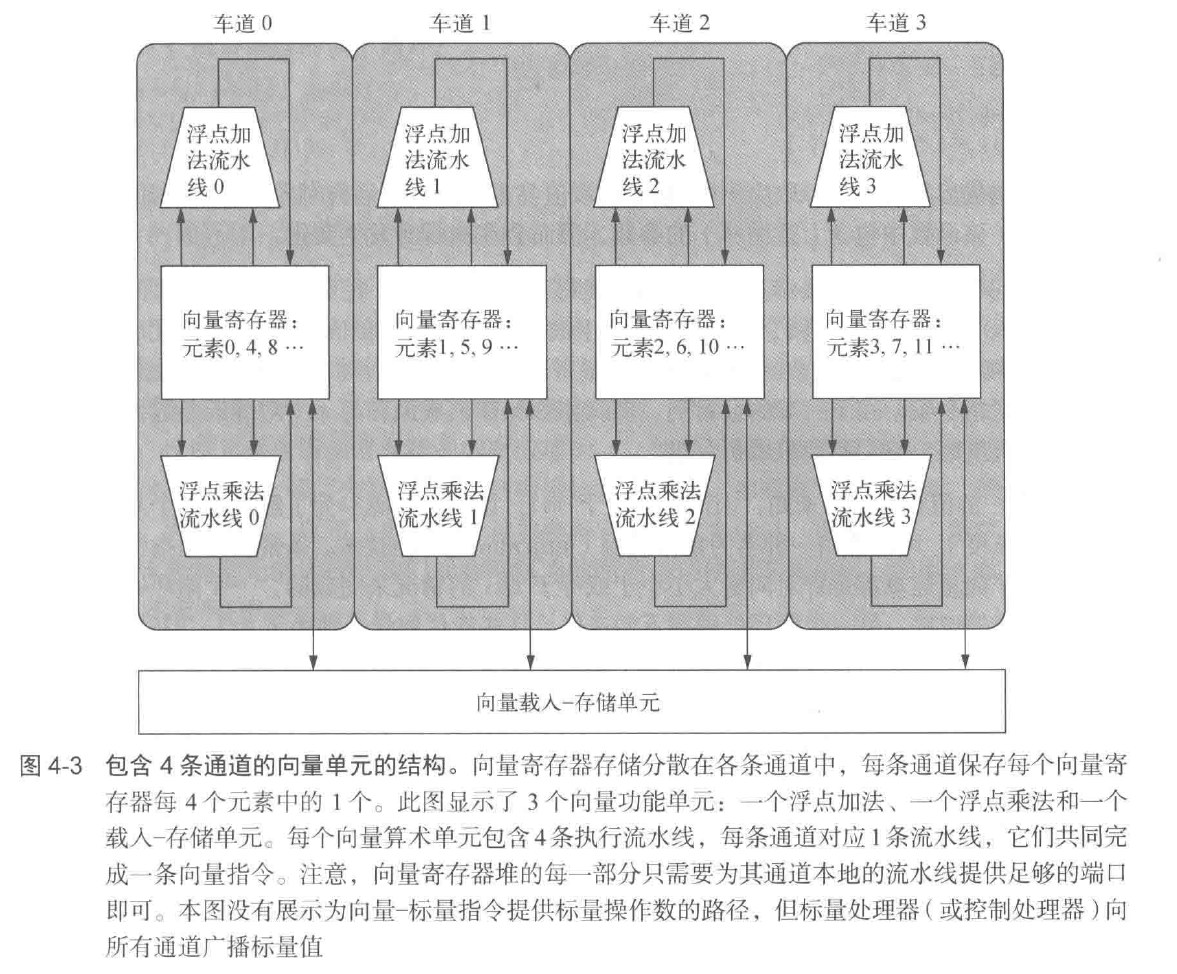 车道 0 车道 1 车道 2 车道 3
浮点加 浮点加 浮点加 浮点加
法流水 法流水 法流水 法流水
线 0 线 1 线 2 线 3
向量寄存器： 向量寄存器： 向量寄存器： 向量寄存器：
元素0, 4, 8 … 元素1, 5, 9 … 元素2, 6, 10 … 元素3, 7, 11 …
浮点乘法 浮点乘法 浮点乘法 浮点乘法
流水线 0 流水线 1 流水线 2 流水线 3
向量载入–存储单元
图 4-3 包含 4 条通道的向量单元的结构。向量寄存器存储分散在各条通道中，每条通道保存每个向量寄
存器每 4 个元素中的 1 个。此图显示了 3 个向量功能单元：一个浮点加法、一个浮点乘法和一个
载入–存储单元。每个向量算术单元包含 4 条执行流水线，每条通道对应 1 条流水线，它们共同完
成一条向量指令。注意，向量寄存器堆的每一部分只需要为其通道本地的流水线提供足够的端口
即可。本图没有展示为向量–标量指令提供标量操作数的路径，但标量处理器（或控制处理器）向
所有通道广播标量值